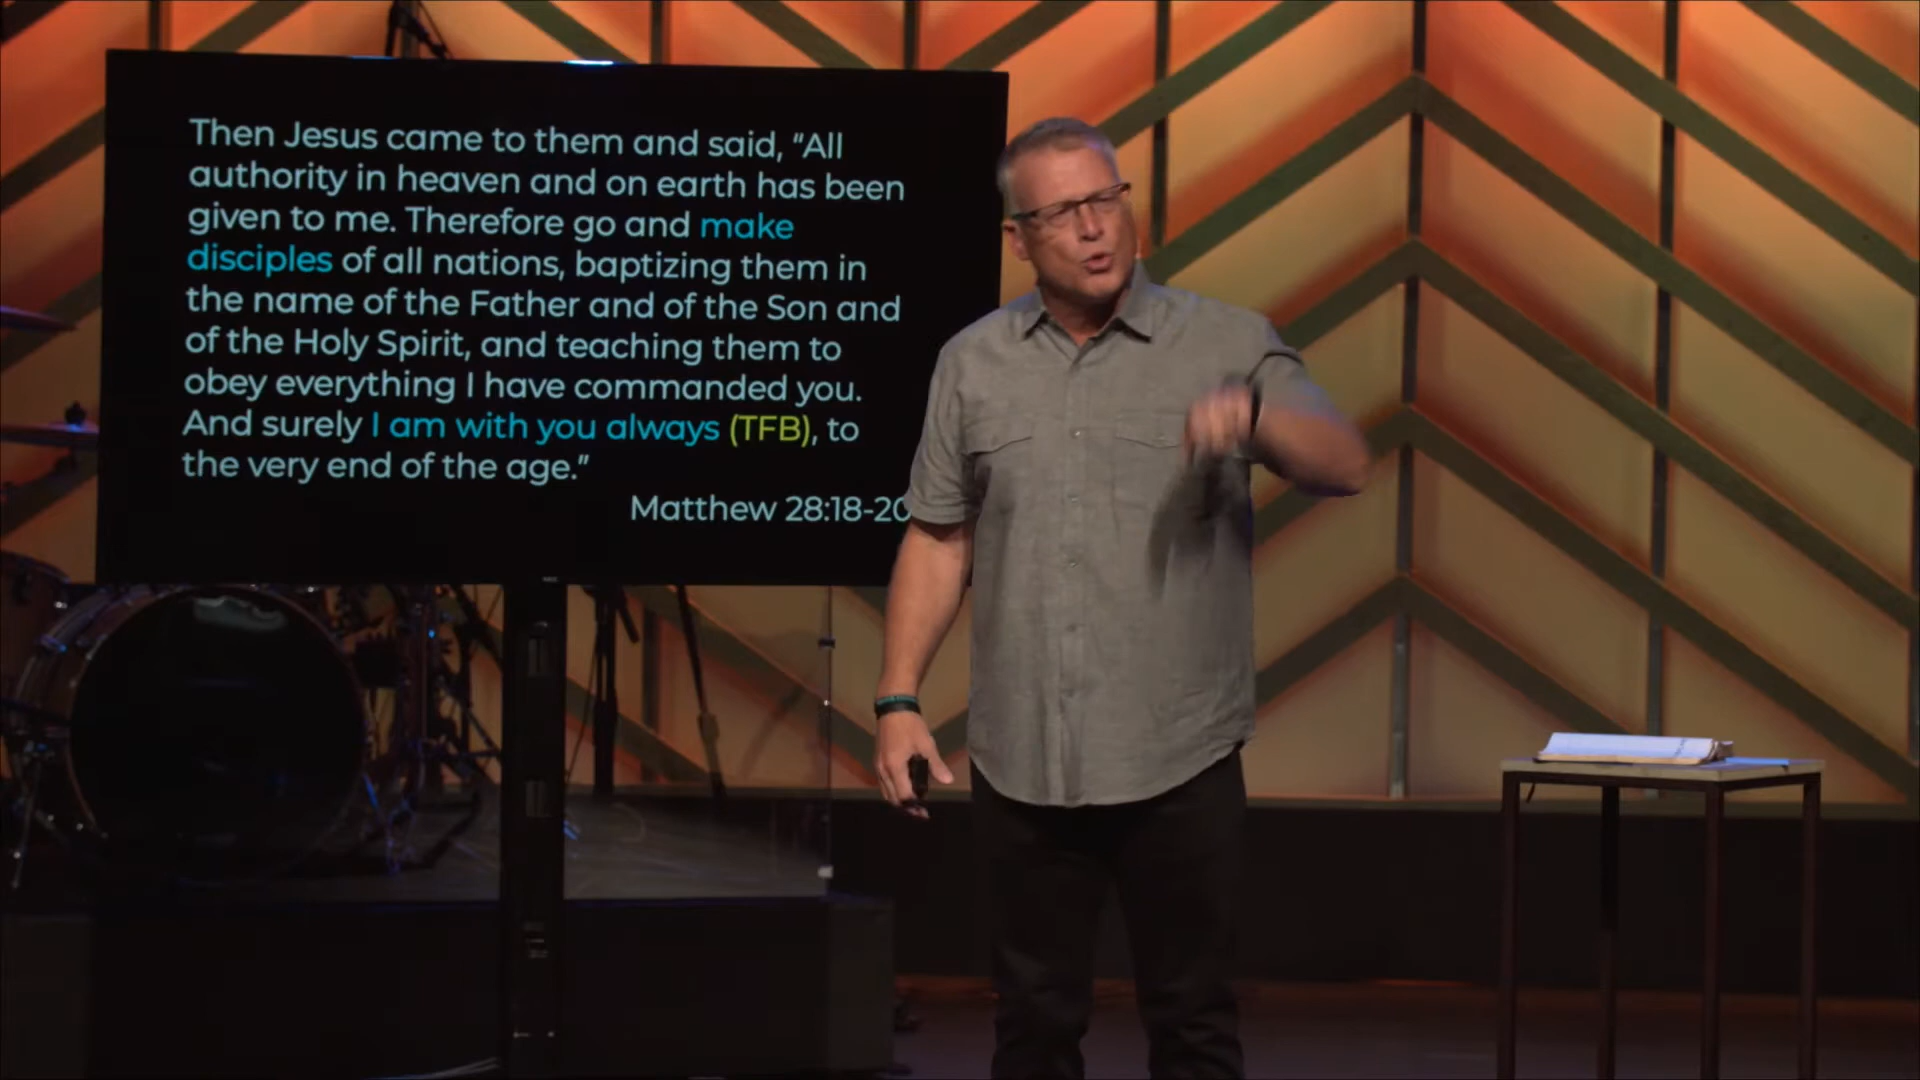 Then Jesus came to them and said, “All
authority in heaven and on earth has been
given to me. Therefore go and make
disciples of all nations, baptizing them in
the name of the Father and of the Son and
of the Holy Spirit, and teaching them to
obey everything I have commanded you.
And surely I am with you always (TFB), to
the very end of the age.”
Matthew 28:18-20